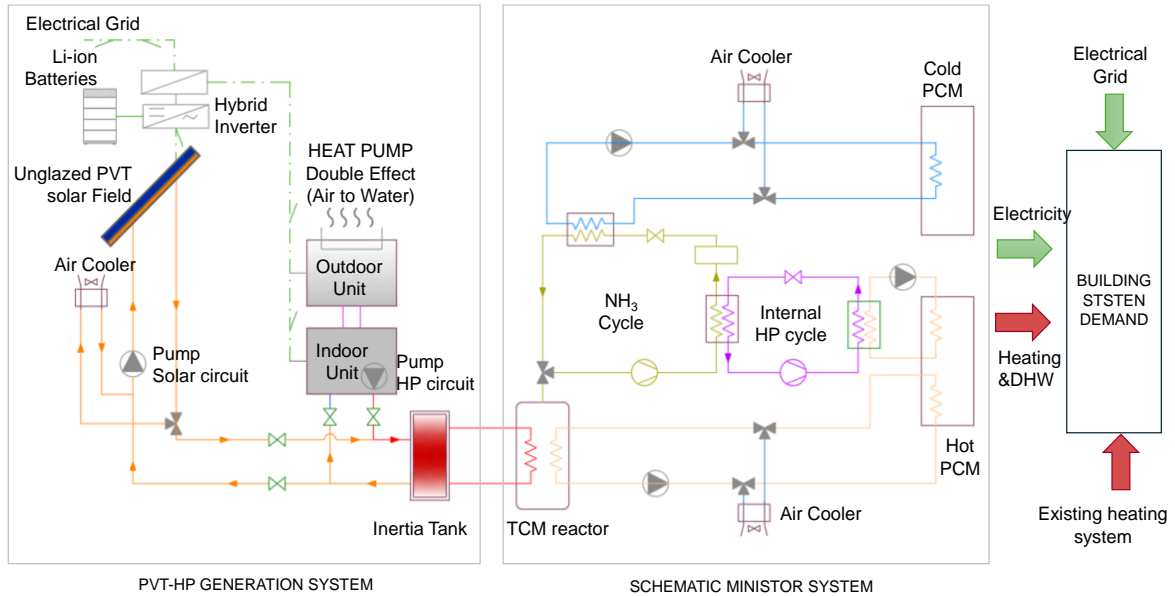 Electrical Grid
Li-ion
Batteries
Hybrid
Inverter
Unglazed PVT
solar Field
HEAT PUMP
Double Effect
(Air to Water)
Air Cooler
Outdoor
Unit
Indoor
Unit
Pump
Solar circuit
Pump
HP circuit
Inertia Tank
PVT-HP GENERATION SYSTEM
Air Cooler
Cold
PCM
NH3
Cycle
Internal
HP cycle
Hot
PCM
TCM reactor
Air Cooler
SCHEMATIC MINISTOR SYSTEM
Electrical
Grid
Electricity
BUILDING
STSTEN
DEMAND
Heating
&DHW
Existing heating
system